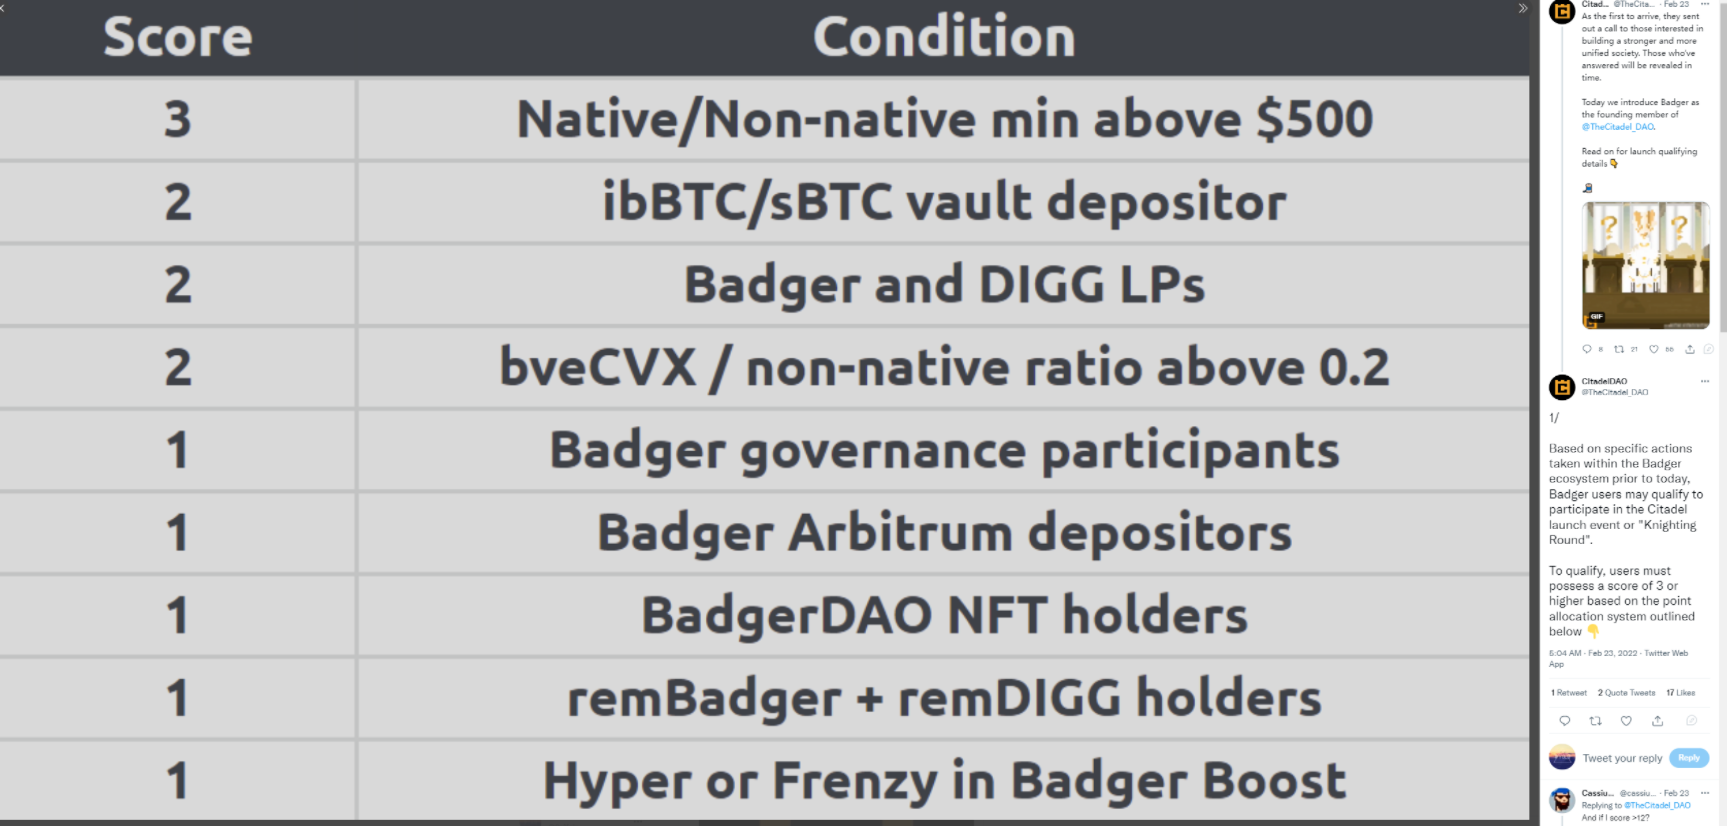 Score Condition
3 Native/Non-native min above $500
2 ibBTC/sBTC vault depositor
2 Badger and DIGG LPs
2 bveCVX / non-native ratio above 0.2
1 Badger governance participants
1 Badger Arbitrum depositors
1 BadgerDAO NFT holders
1 remBadger + remDIGG holders
1 Hyper or Frenzy in Badger Boost
Citad... @TheCita... · Feb 23 ...
As the first to arrive, they sent
out a call to those interested in
building a stronger and more
unified society. Those who've
answered will be revealed in
time.
Today we introduce Badger as
the founding member of
@TheCitadel_DAO.
Read on for launch qualifying
details 👇
GIF
8 21 66
CitadelDAO ...
@TheCitadel_DAO
1/
Based on specific actions
taken within the Badger
ecosystem prior to today,
Badger users may qualify to
participate in the Citadel
launch event or "Knighting
Round".
To qualify, users must
possess a score of 3 or
higher based on the point
allocation system outlined
below 👇
5:04 AM · Feb 23, 2022 · Twitter Web
App
1 Retweet 2 Quote Tweets 17 Likes
Tweet your reply Reply
Cassiu... @cassiu... · Feb 23 ...
Replying to @TheCitadel_DAO
And if I score >12?